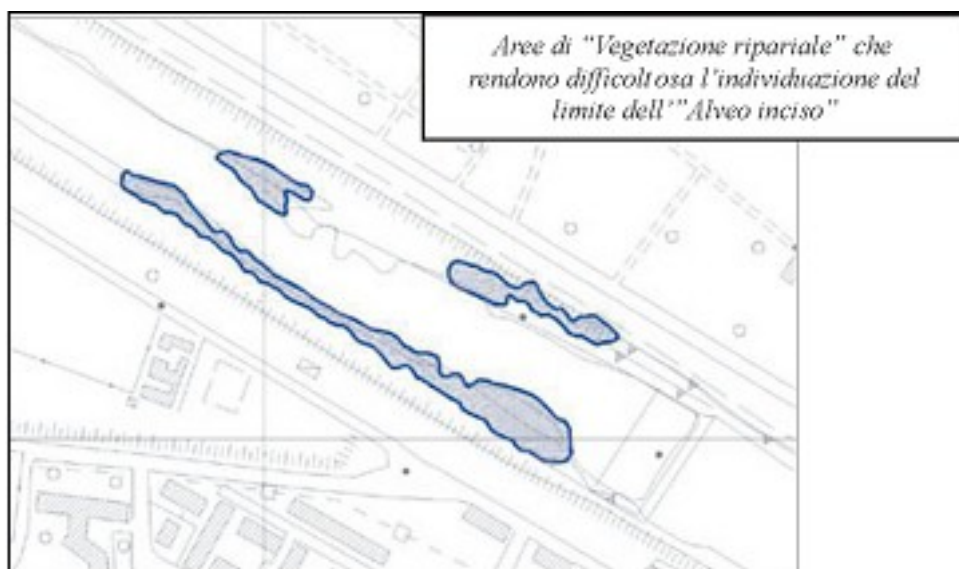 Aree di “Vegetazione ripariale” che
rendono difficoltosa l’individuazione del
limite dell’”Alveo inciso”